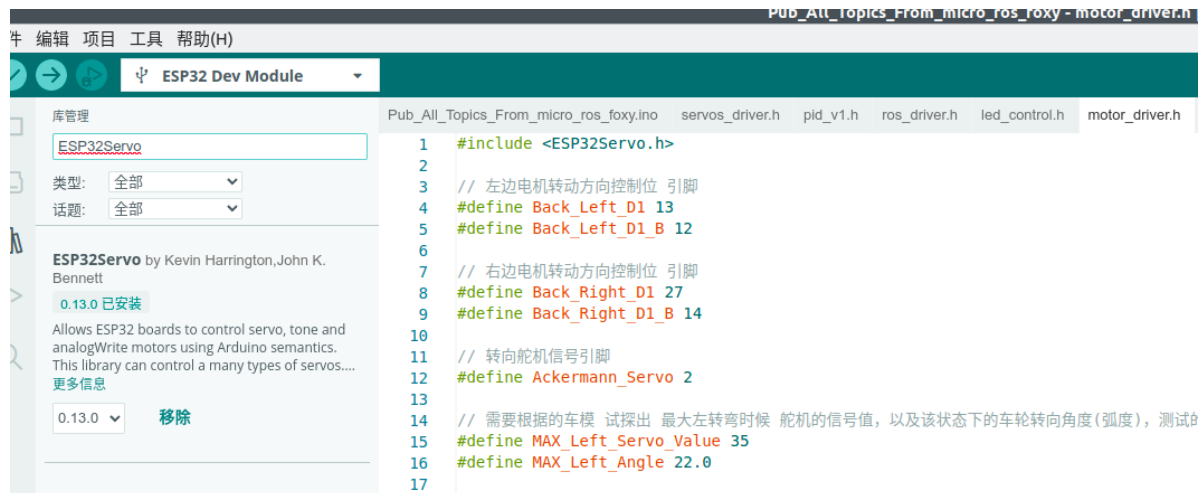 Pub_All_Topics_From_micro_ros_foxy - motor_driver.h
件 编辑 项目 工具 帮助(H)
ESP32 Dev Module
库管理
ESP32Servo
类型: 全部
话题: 全部
ESP32Servo by Kevin Harrington,John K.
Bennett
0.13.0 已安装
Allows ESP32 boards to control servo, tone and
analogWrite motors using Arduino semantics.
This library can control a many types of servos....
更多信息
0.13.0 移除
Pub_All_Topics_From_micro_ros_foxy.ino servos_driver.h pid_v1.h ros_driver.h led_control.h motor_driver.h
1 #include <ESP32Servo.h>
2
3 // 左边电机转动方向控制位 引脚
4 #define Back_Left_D1 13
5 #define Back_Left_D1_B 12
6
7 // 右边电机转动方向控制位 引脚
8 #define Back_Right_D1 27
9 #define Back_Right_D1_B 14
10
11 // 转向舵机信号引脚
12 #define Ackermann_Servo 2
13
14 // 需要根据的车模 试探出 最大左转弯时候 舵机的信号值，以及该状态下的车轮转向角度(弧度)，测试的
15 #define MAX_Left_Servo_Value 35
16 #define MAX_Left_Angle 22.0
17